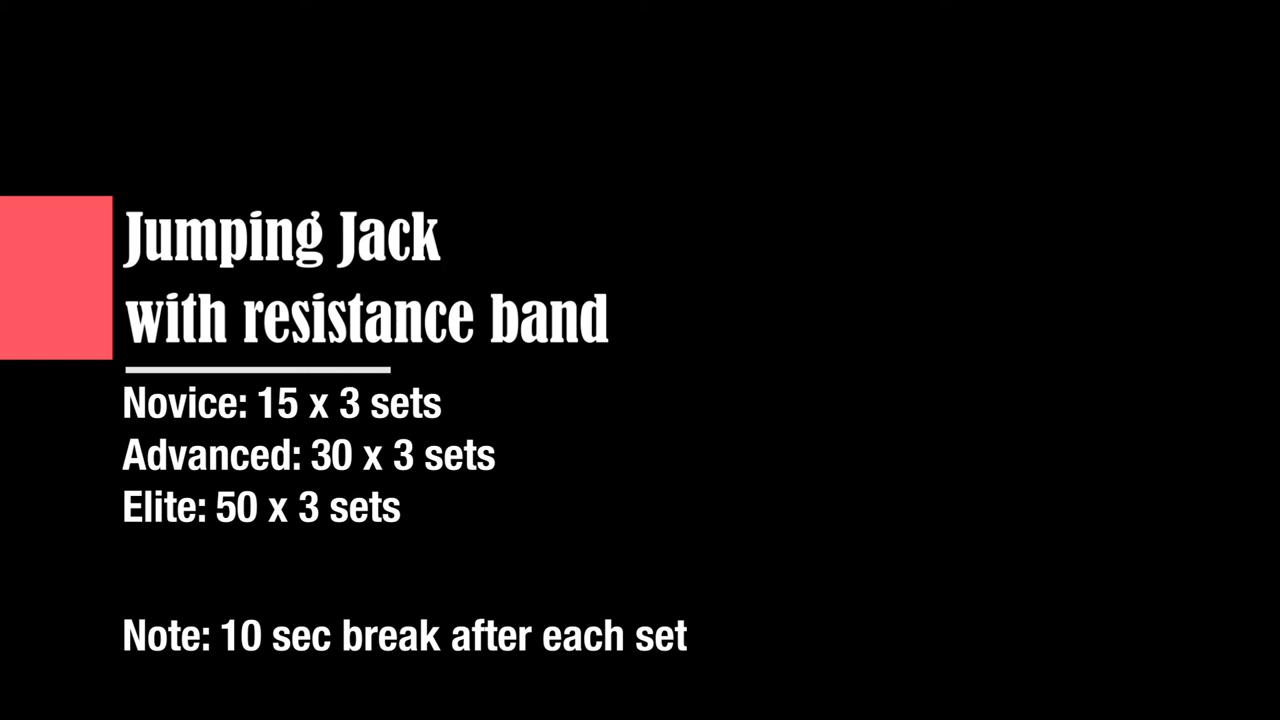 Jumping Jack
with resistance band
Novice: 15 x 3 sets
Advanced: 30 x 3 sets
Elite: 50 x 3 sets
Note: 10 sec break after each set